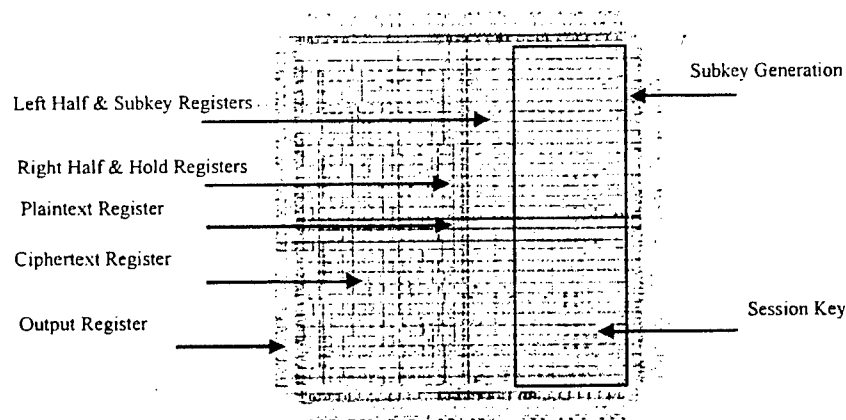 Subkey Generation
Left Half & Subkey Registers
Right Half & Hold Registers
Plaintext Register
Ciphertext Register
Output Register
Session Key